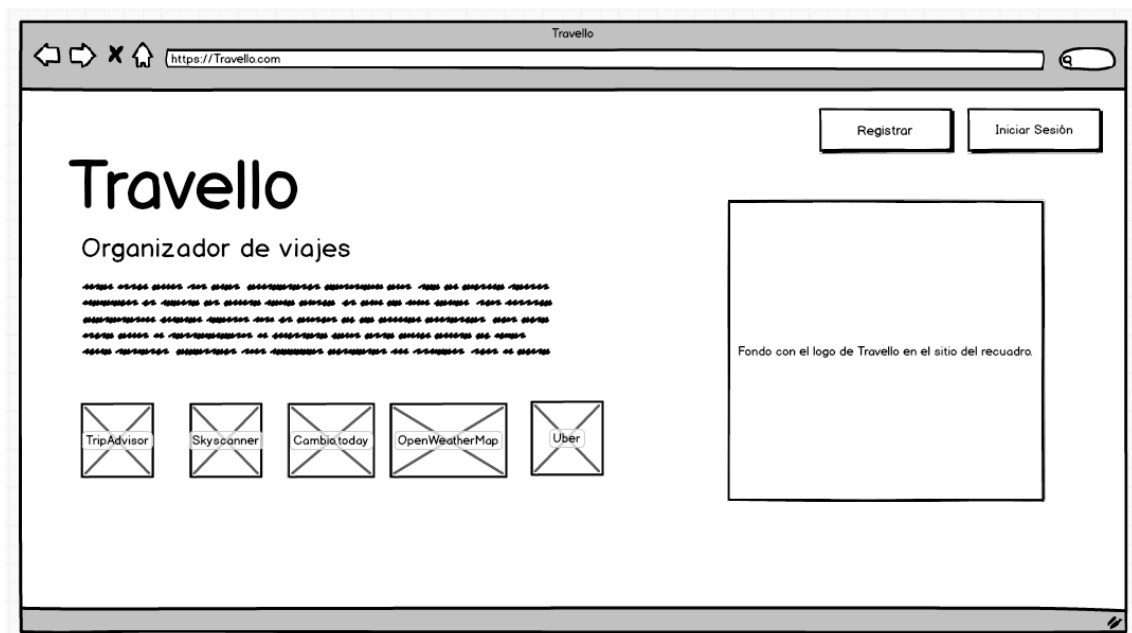 Travello
https://Travello.com
Registrar
Iniciar Sesión
Travello
Organizador de viajes
Fondo con el logo de Travello en el sitio del recuadro.
TripAdvisor
Skyscanner
Cambio.today
OpenWeatherMap
Uber